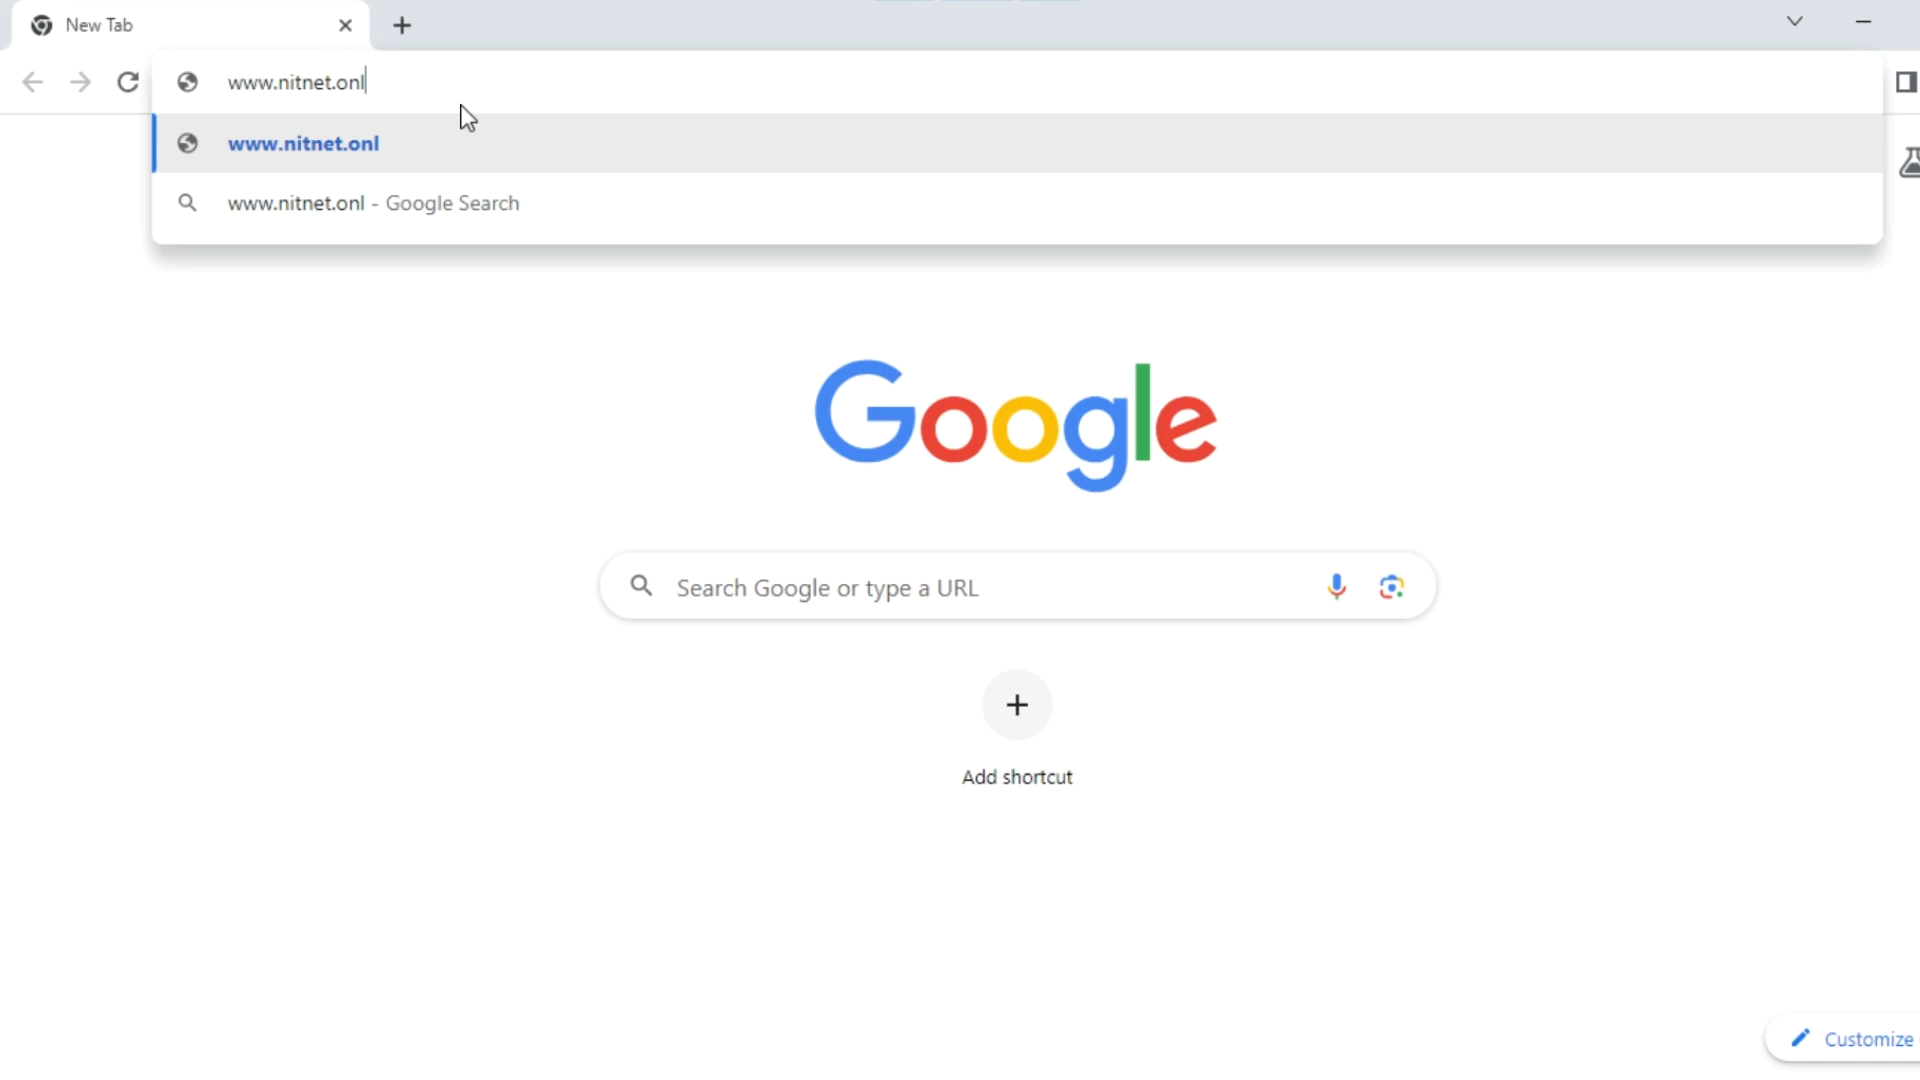 New Tab
www.nitnet.onl
www.nitnet.onl
www.nitnet.onl - Google Search
Google
Search Google or type a URL
Add shortcut
Customize